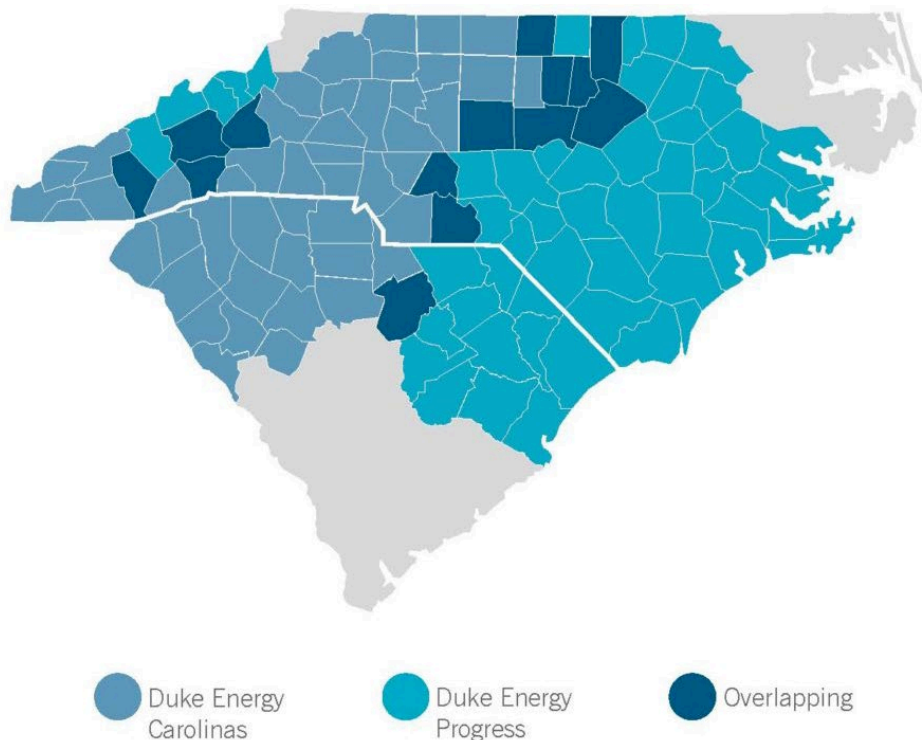 Duke Energy
Carolinas
Duke Energy
Progress
Overlapping